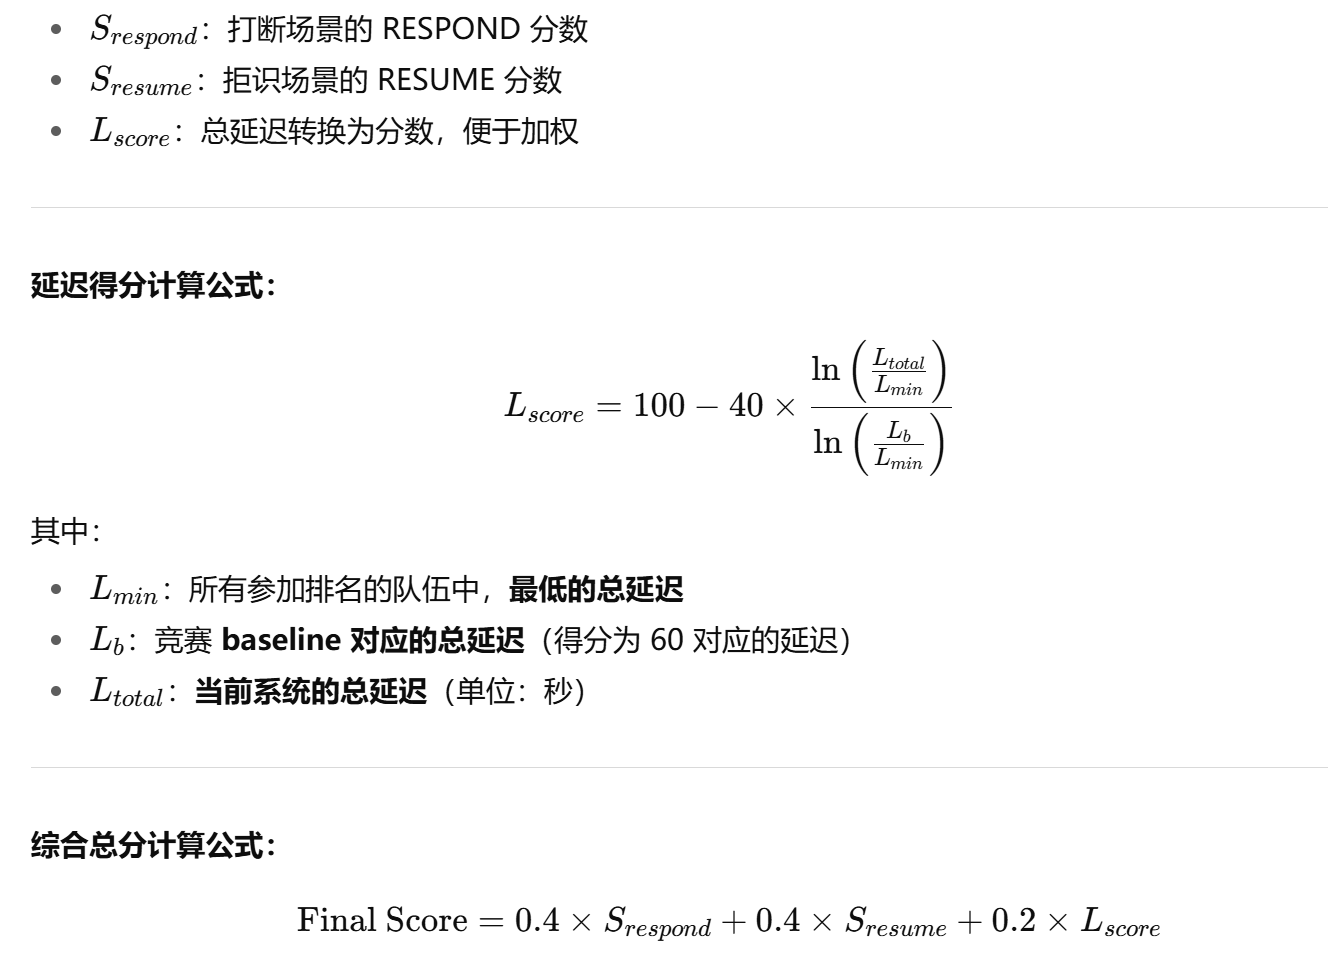 • S_{respond}：打断场景的 RESPOND 分数
• S_{resume}：拒识场景的 RESUME 分数
• L_{score}：总延迟转换为分数，便于加权
延迟得分计算公式：
L_{score} = 100 − 40 × \frac{\ln\left(\frac{L_{total}}{L_{min}}\right)}{\ln\left(\frac{L_b}{L_{min}}\right)}
其中：
• L_{min}：所有参加排名的队伍中，最低的总延迟
• L_b：竞赛 baseline 对应的总延迟（得分为 60 对应的延迟）
• L_{total}：当前系统的总延迟（单位：秒）
综合总分计算公式：
Final Score = 0.4 × S_{respond} + 0.4 × S_{resume} + 0.2 × L_{score}